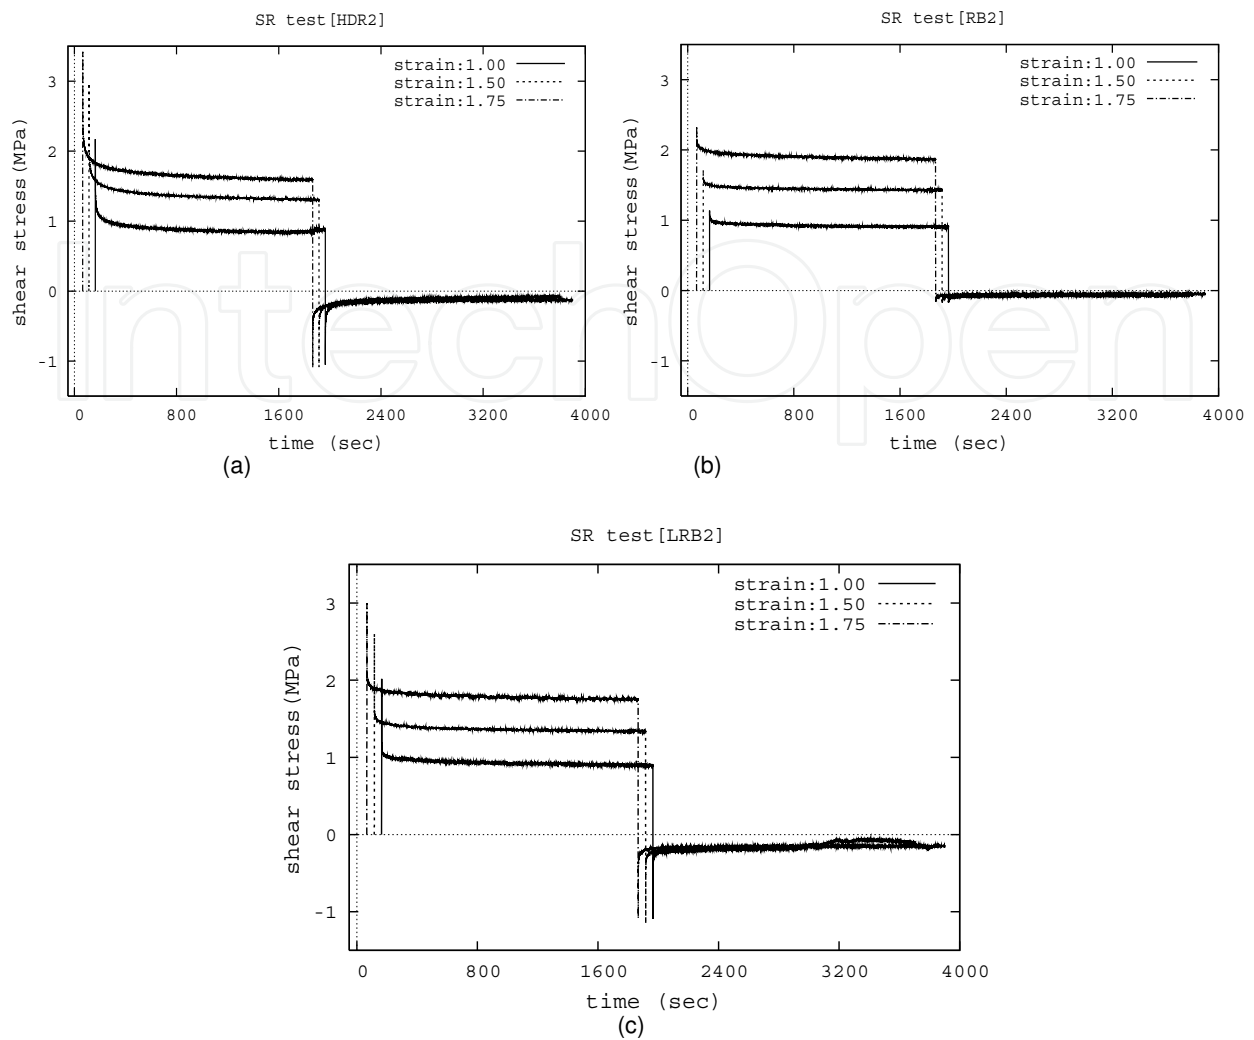 SR test[HDR2]
strain:1.00
strain:1.50
strain:1.75
shear stress(MPa)
3
2
1
0
-1
0 800 1600 2400 3200 4000
time (sec)
(a)
SR test[RB2]
strain:1.00
strain:1.50
strain:1.75
shear stress(MPa)
3
2
1
0
-1
0 800 1600 2400 3200 4000
time (sec)
(b)
IntechOpen
SR test[LRB2]
strain:1.00
strain:1.50
strain:1.75
shear stress(MPa)
3
2
1
0
-1
0 800 1600 2400 3200 4000
time (sec)
(c)